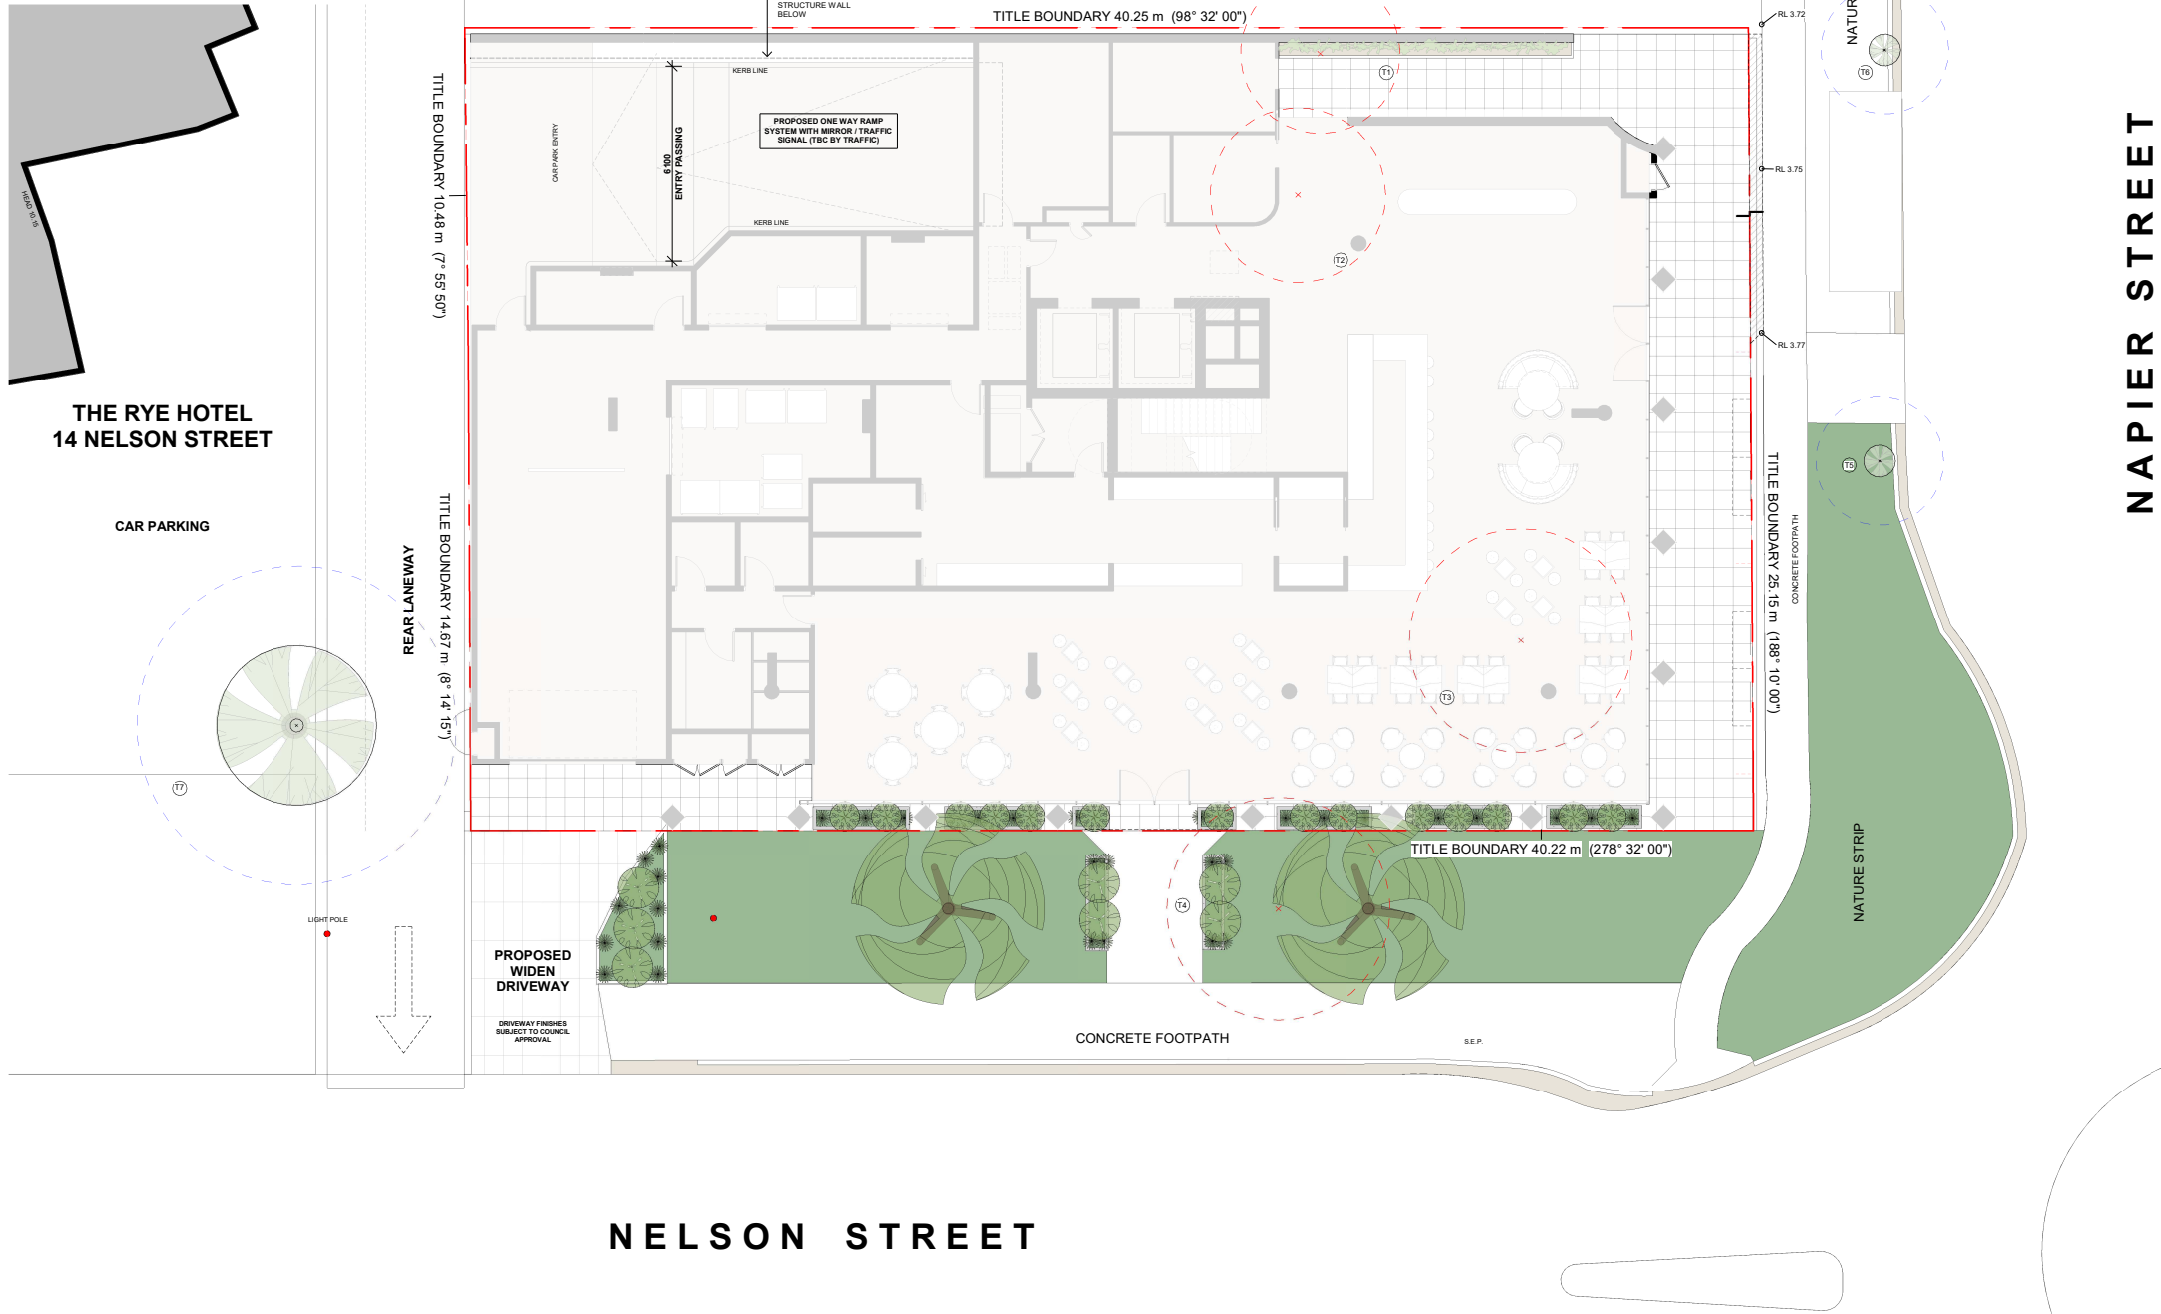 STRUCTURE WALL
BELOW
TITLE BOUNDARY 40.25 m (98° 32' 00")
RL 3.72
NATUR
T1
T6
KERB LINE
PROPOSED ONE WAY RAMP
SYSTEM WITH MIRROR / TRAFFIC
SIGNAL (TBC BY TRAFFIC)
CAR PARK ENTRY
6100
ENTRY PASSING
TITLE BOUNDARY 10.48 m (7° 55' 50")
HEAD 10.15
RL 3.75
KERB LINE
T2
NAPIER STREET
RL 3.77
THE RYE HOTEL
14 NELSON STREET
T5
CAR PARKING
REAR LANEWAY
TITLE BOUNDARY 14.67 m (8° 14' 15")
TITLE BOUNDARY 25.15 m (188° 10' 00")
CONCRETE FOOTPATH
T3
T7
TITLE BOUNDARY 40.22 m (278° 32' 00")
NATURE STRIP
T4
LIGHT POLE
PROPOSED
WIDEN
DRIVEWAY
DRIVEWAY FINISHES
SUBJECT TO COUNCIL
APPROVAL
CONCRETE FOOTPATH
S.E.P.
NELSON STREET